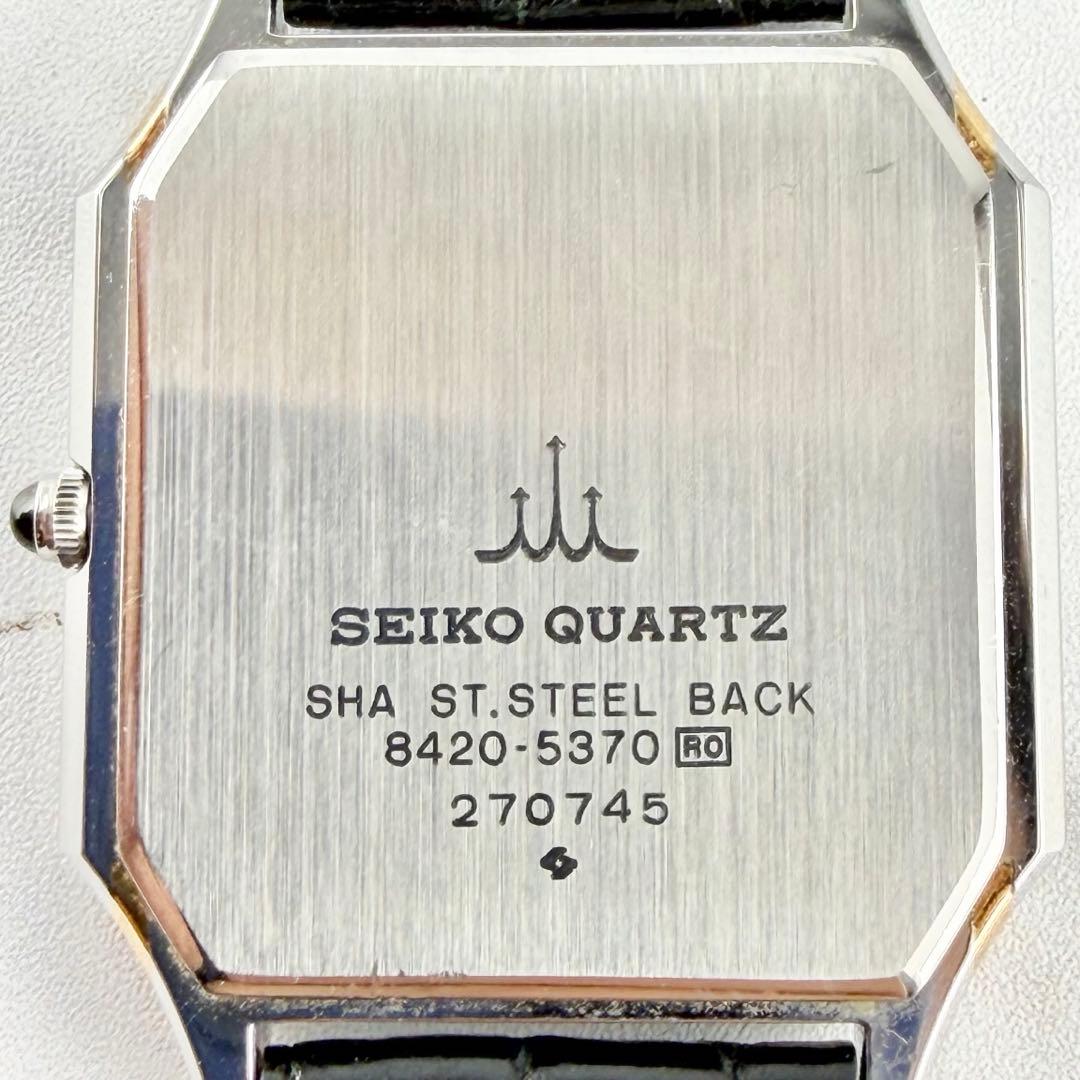 SEIKO QUARTZ
SHA ST.STEEL BACK
8420-5370 RO
270745